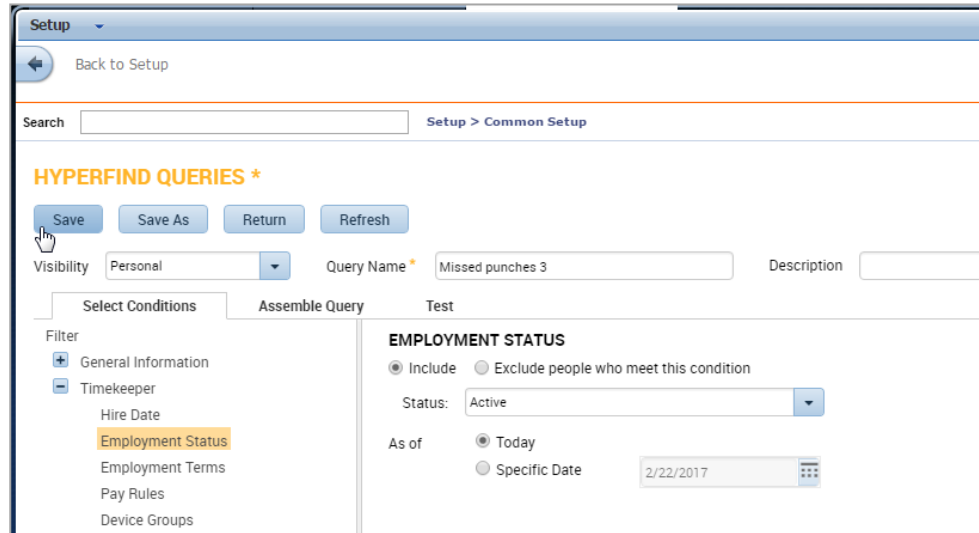 Setup
Back to Setup
Search Setup > Common Setup
HYPERFIND QUERIES *
Save Save As Return Refresh
Visibility Personal Query Name * Missed punches 3 Description
Select Conditions Assemble Query Test
Filter
General Information
Timekeeper
Hire Date
Employment Status
Employment Terms
Pay Rules
Device Groups
EMPLOYMENT STATUS
Include Exclude people who meet this condition
Status: Active
As of Today
Specific Date 2/22/2017